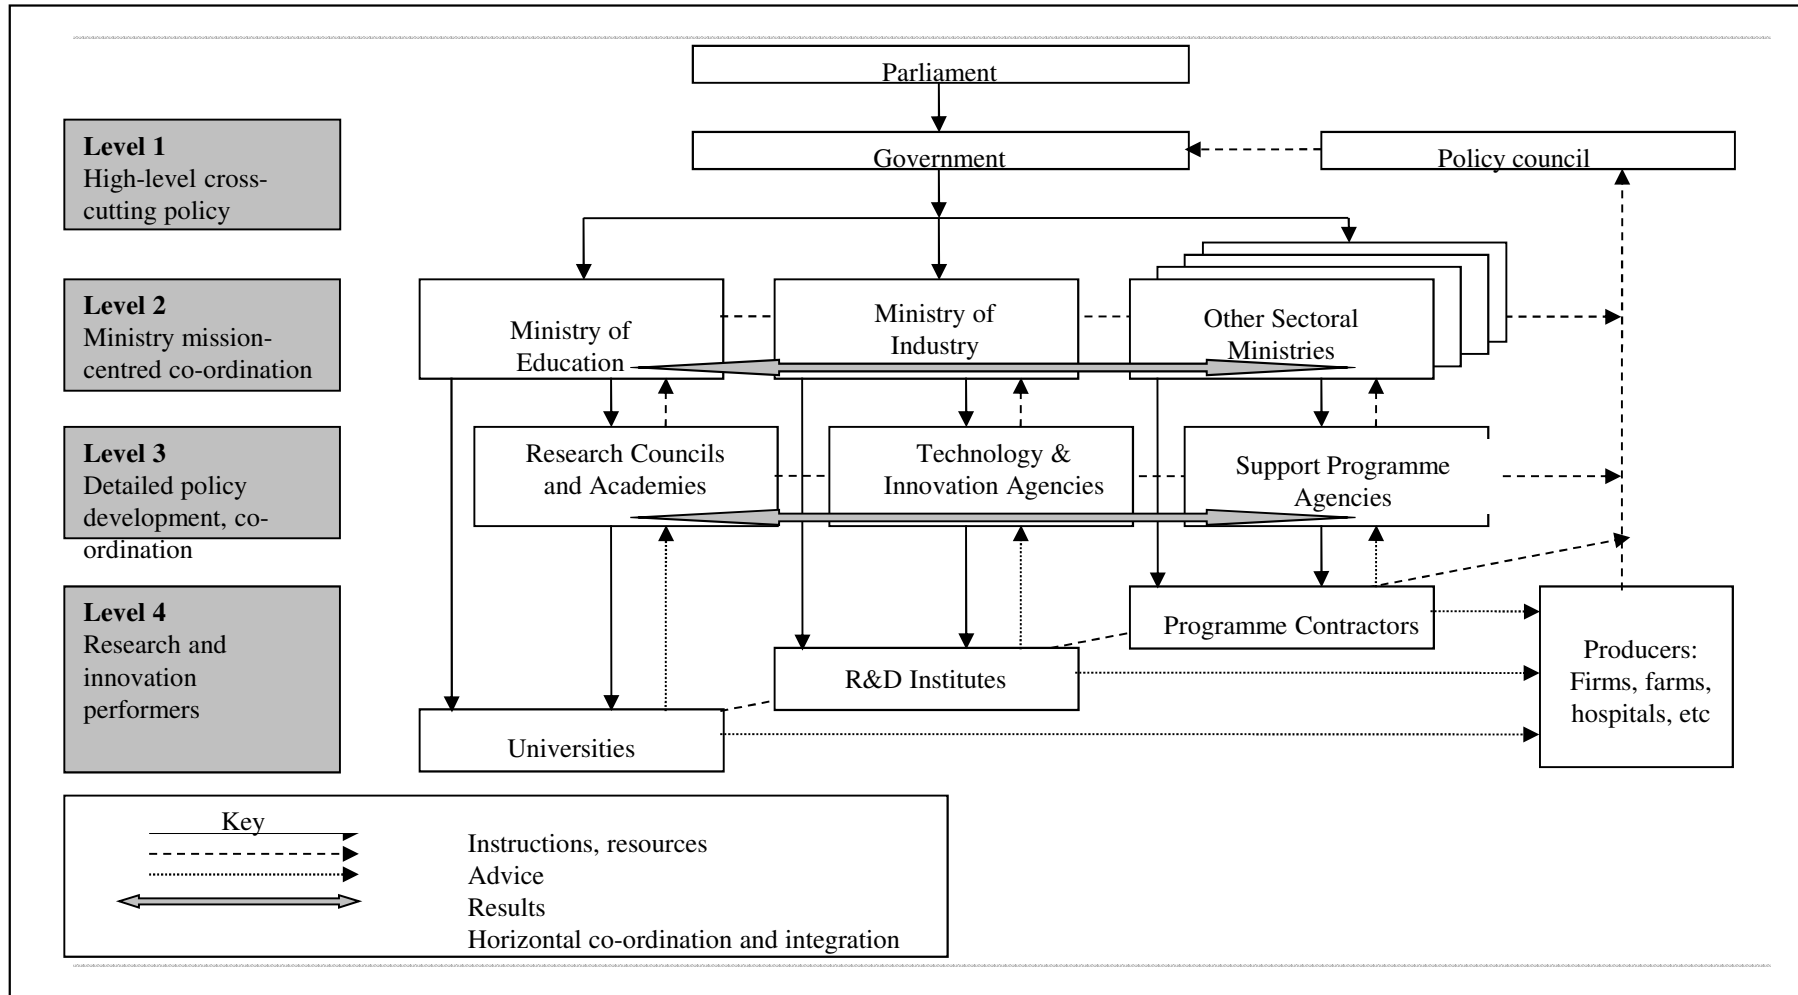 Parliament
Level 1
High-level cross-
cutting policy
Government
Policy council
Level 2
Ministry mission-
centred co-ordination
Ministry of
Education
Ministry of
Industry
Other Sectoral
Ministries
Level 3
Detailed policy
development, co-
ordination
Research Councils
and Academies
Technology &
Innovation Agencies
Support Programme
Agencies
Level 4
Research and
innovation
performers
Programme Contractors
R&D Institutes
Universities
Producers:
Firms, farms,
hospitals, etc
Key
Instructions, resources
Advice
Results
Horizontal co-ordination and integration